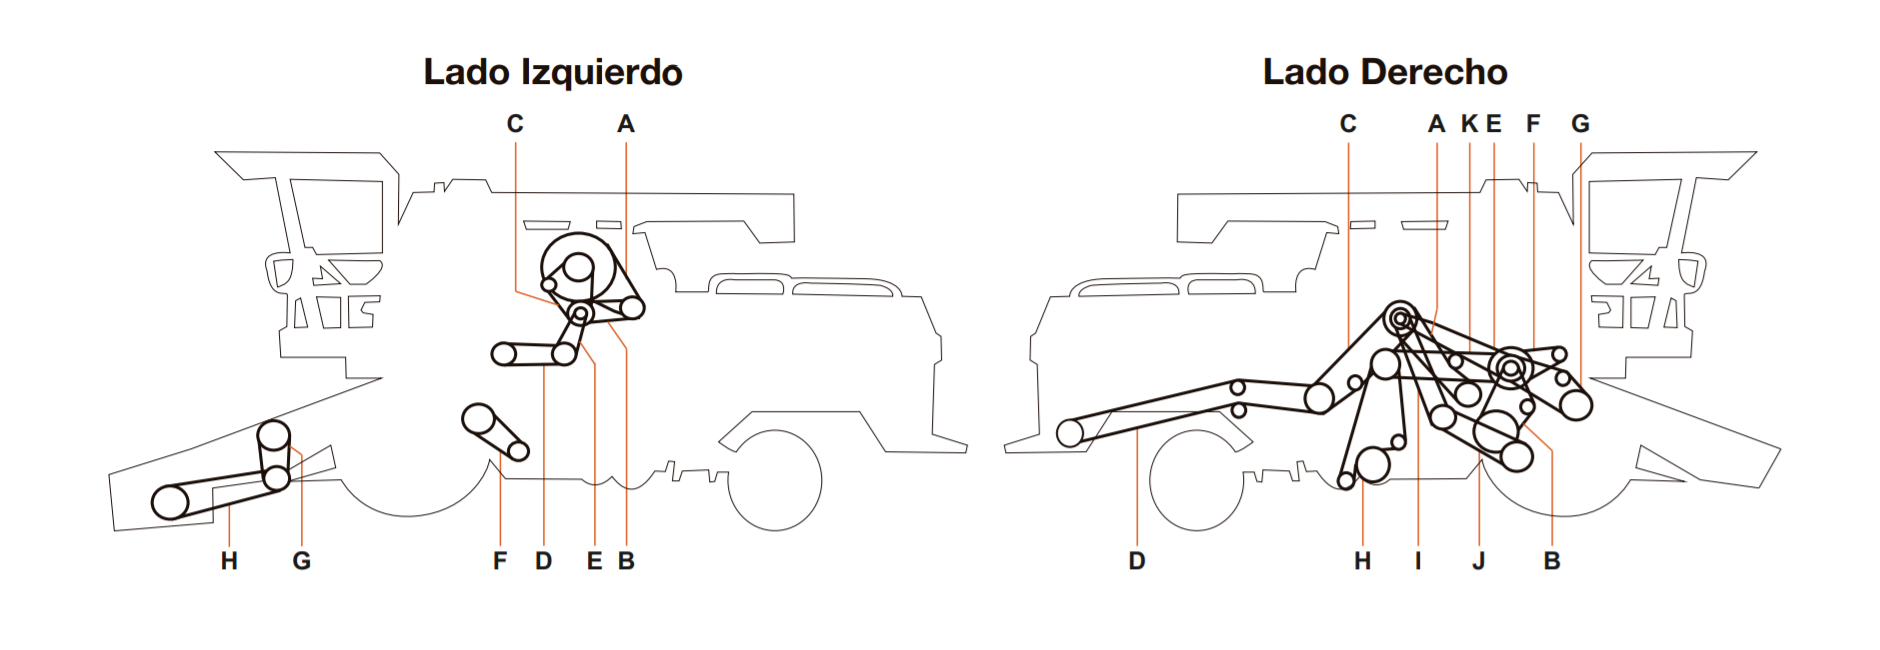 Lado Izquierdo
C A
H G F D E B
Lado Derecho
C A K E F G
D H I J B